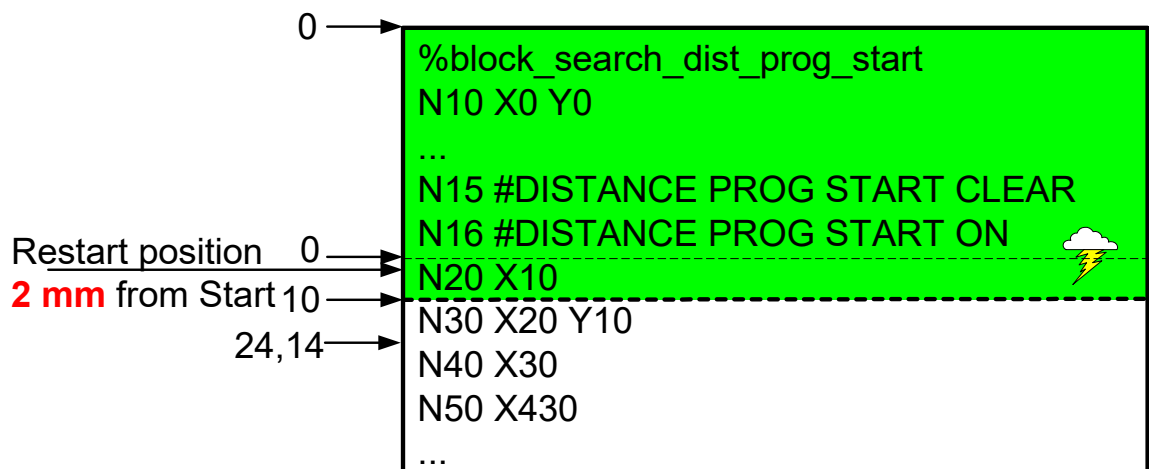 0
%block_search_dist_prog_start
N10 X0 Y0
...
N15 #DISTANCE PROG START CLEAR
N16 #DISTANCE PROG START ON
Restart position 0
N20 X10
2 mm from Start 10
N30 X20 Y10
24,14
N40 X30
N50 X430
...